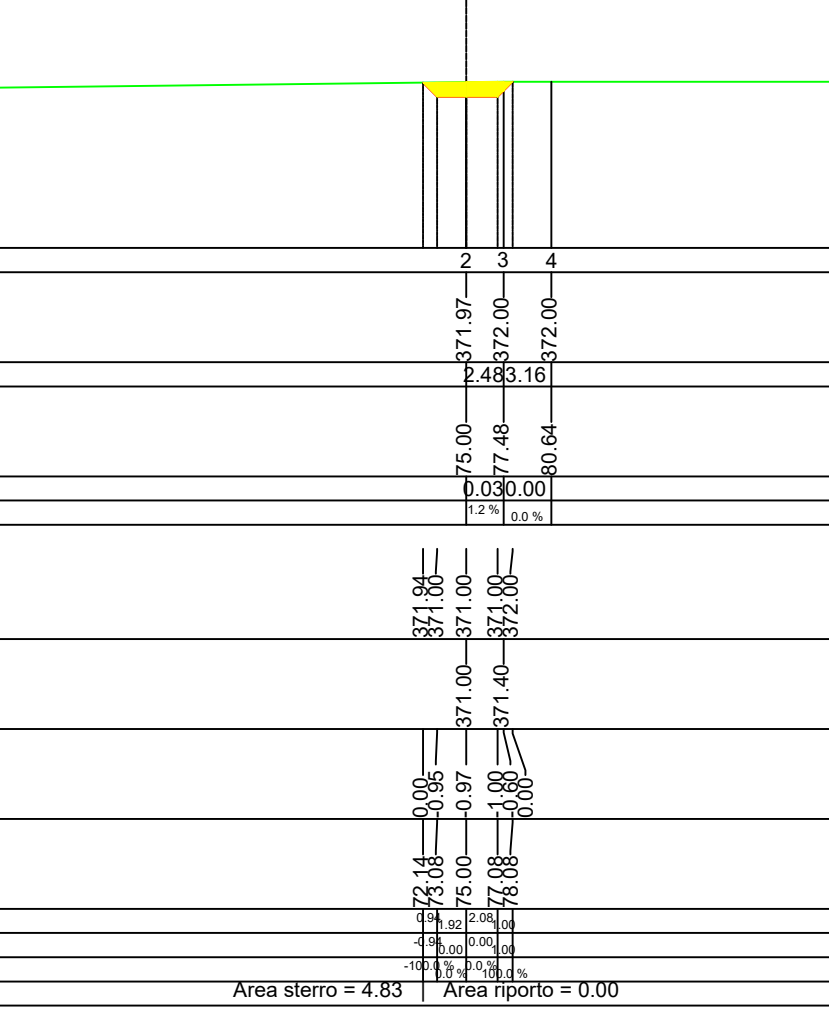 2 3 4
371.97 372.00 372.00
2.48 3.16
75.00 77.48 80.64
0.03 0.00
1.2 % 0.0 %
371.94 371.00 371.00 371.00 372.00
371.00 371.40
0.00 -0.95 -0.97 -1.00 -0.60 0.00
72.14 73.08 75.00 77.08 78.08
0.94 1.92 2.08 1.00
-0.94 0.00 0.00 1.00
-100.0 % 0.0 % 0.0 % 100.0 %
Area sterro = 4.83 Area riporto = 0.00